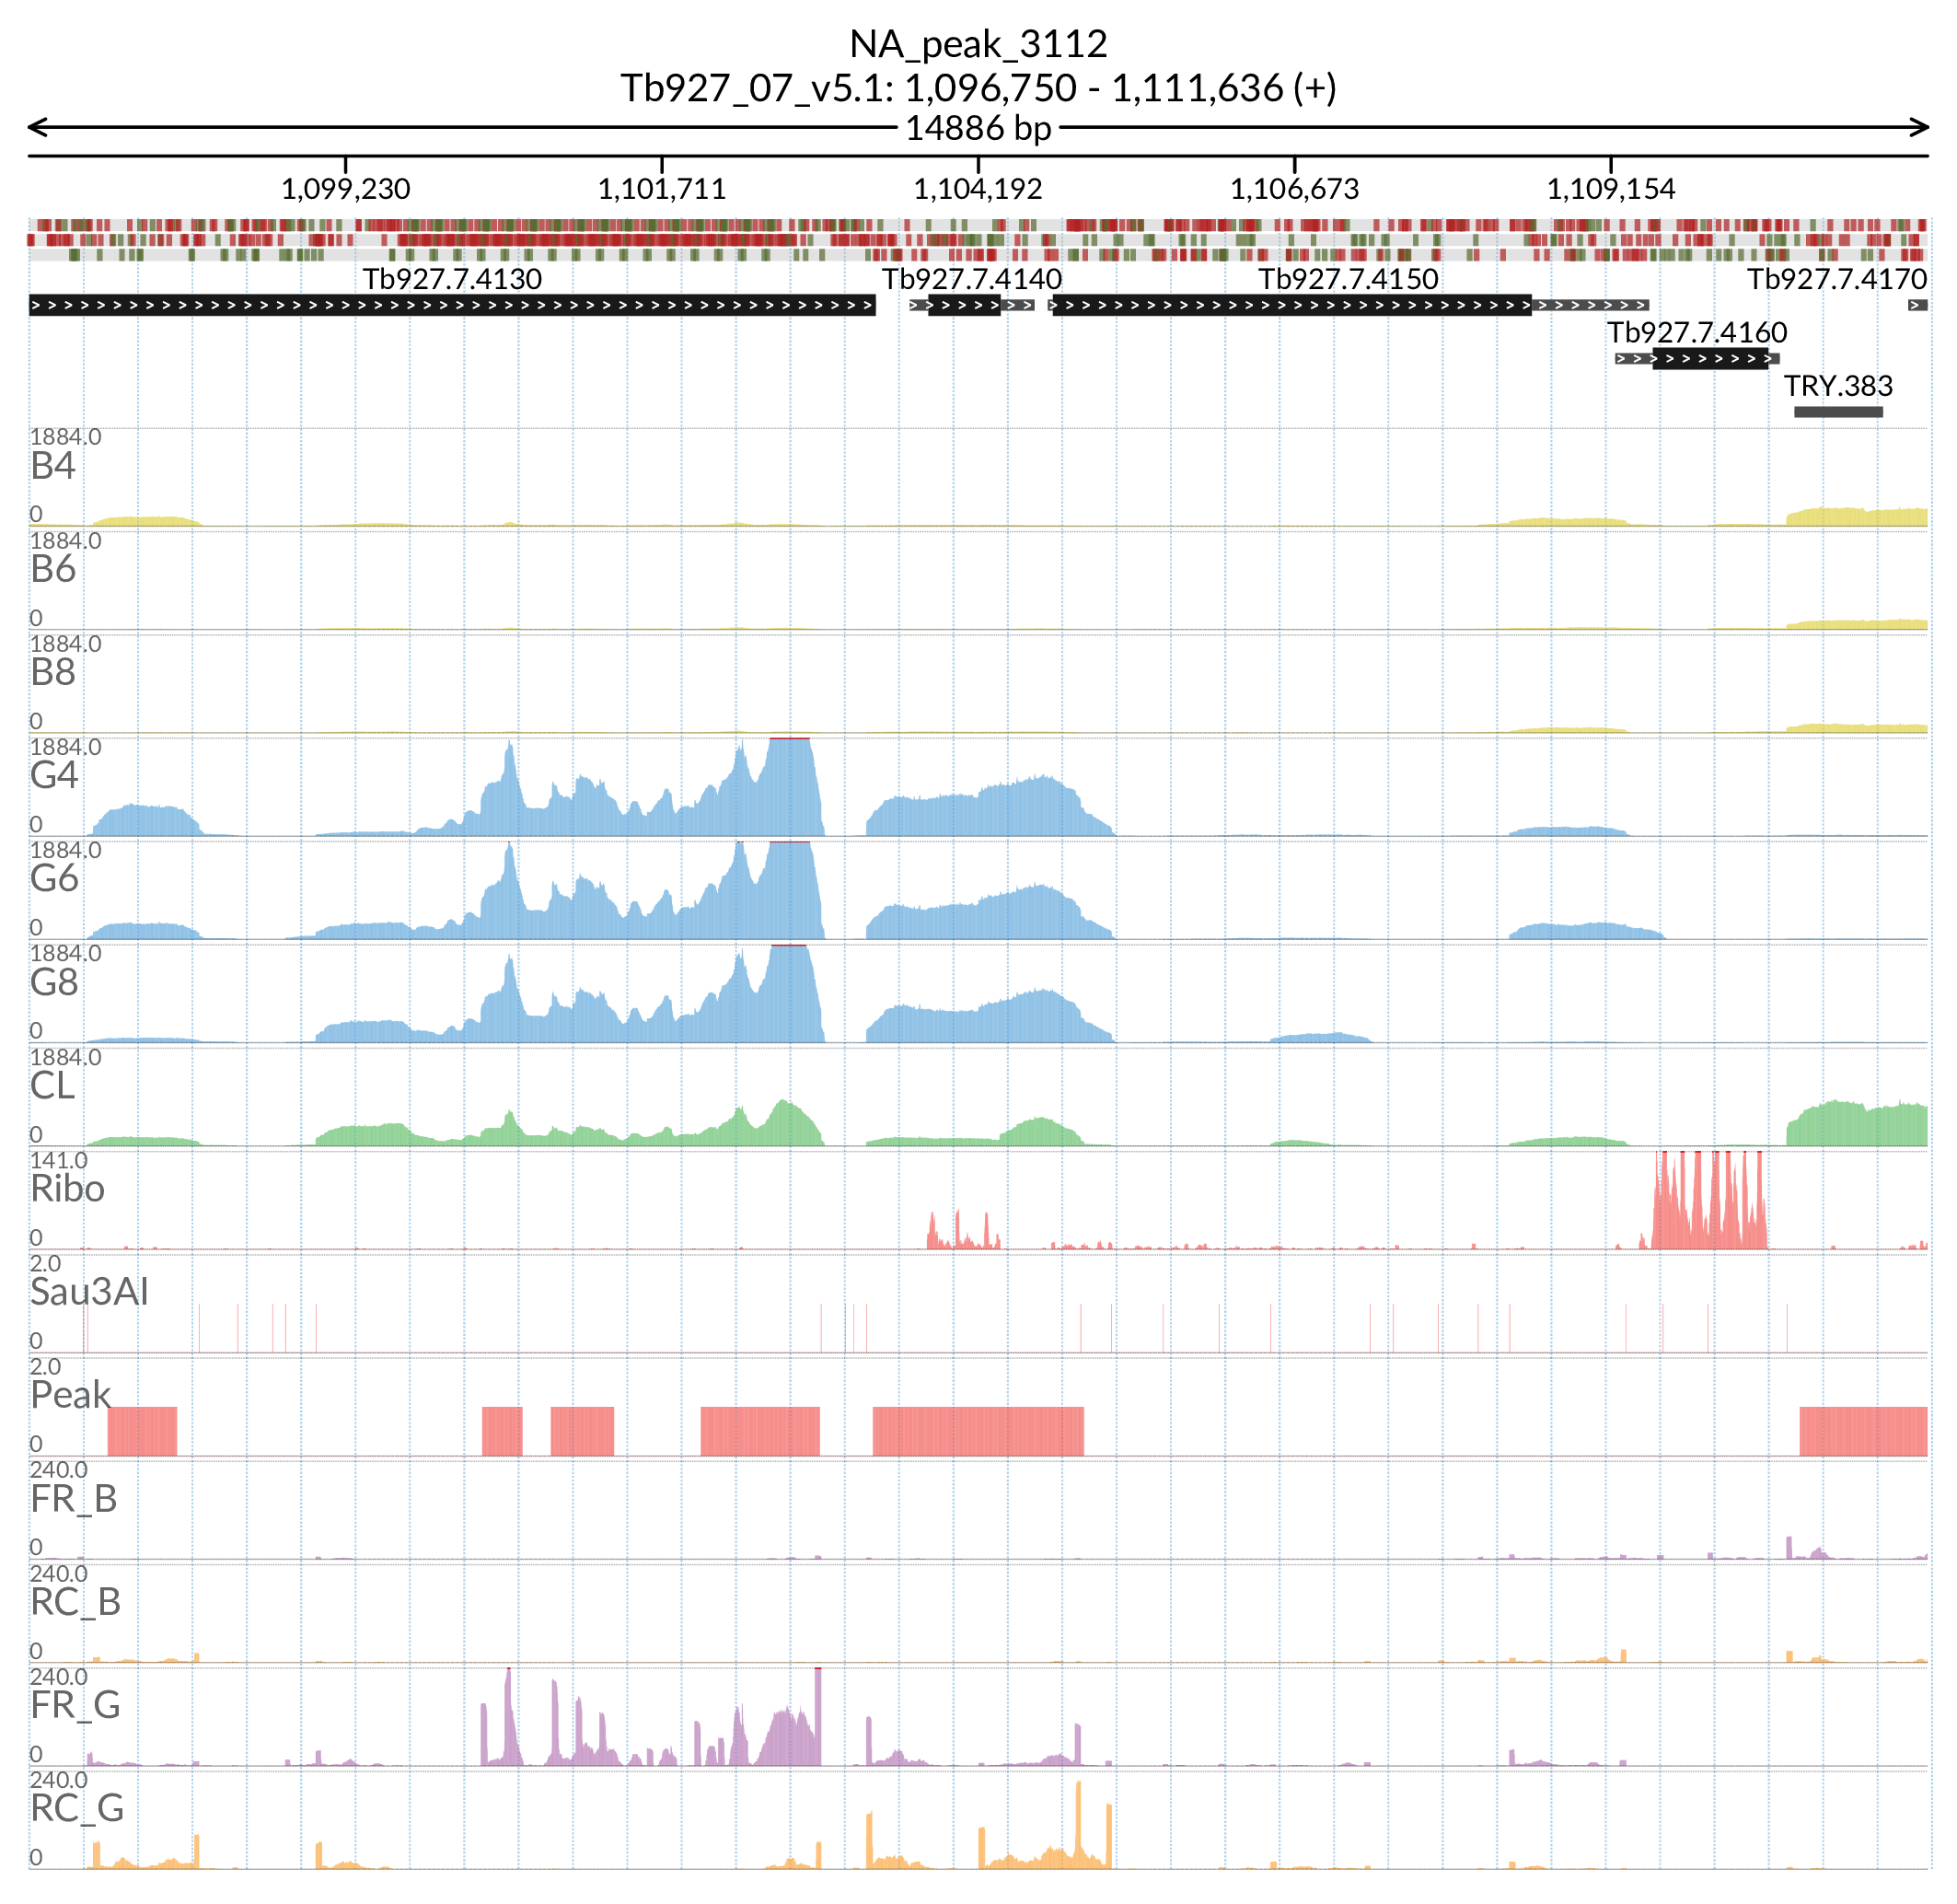 NA_peak_3112
Tb927_07_v5.1: 1,096,750 - 1,111,636 (+)
14886 bp
1,099,230 1,101,711 1,104,192 1,106,673 1,109,154
Tb927.7.4130 Tb927.7.4140 Tb927.7.4150 Tb927.7.4170
Tb927.7.4160
TRY.383
1884.0
B4
0
1884.0
B6
0
1884.0
B8
0
1884.0
G4
0
1884.0
G6
0
1884.0
G8
0
1884.0
CL
0
141.0
Ribo
0
2.0
Sau3AI
0
2.0
Peak
0
240.0
FR_B
0
240.0
RC_B
0
240.0
FR_G
0
240.0
RC_G
0